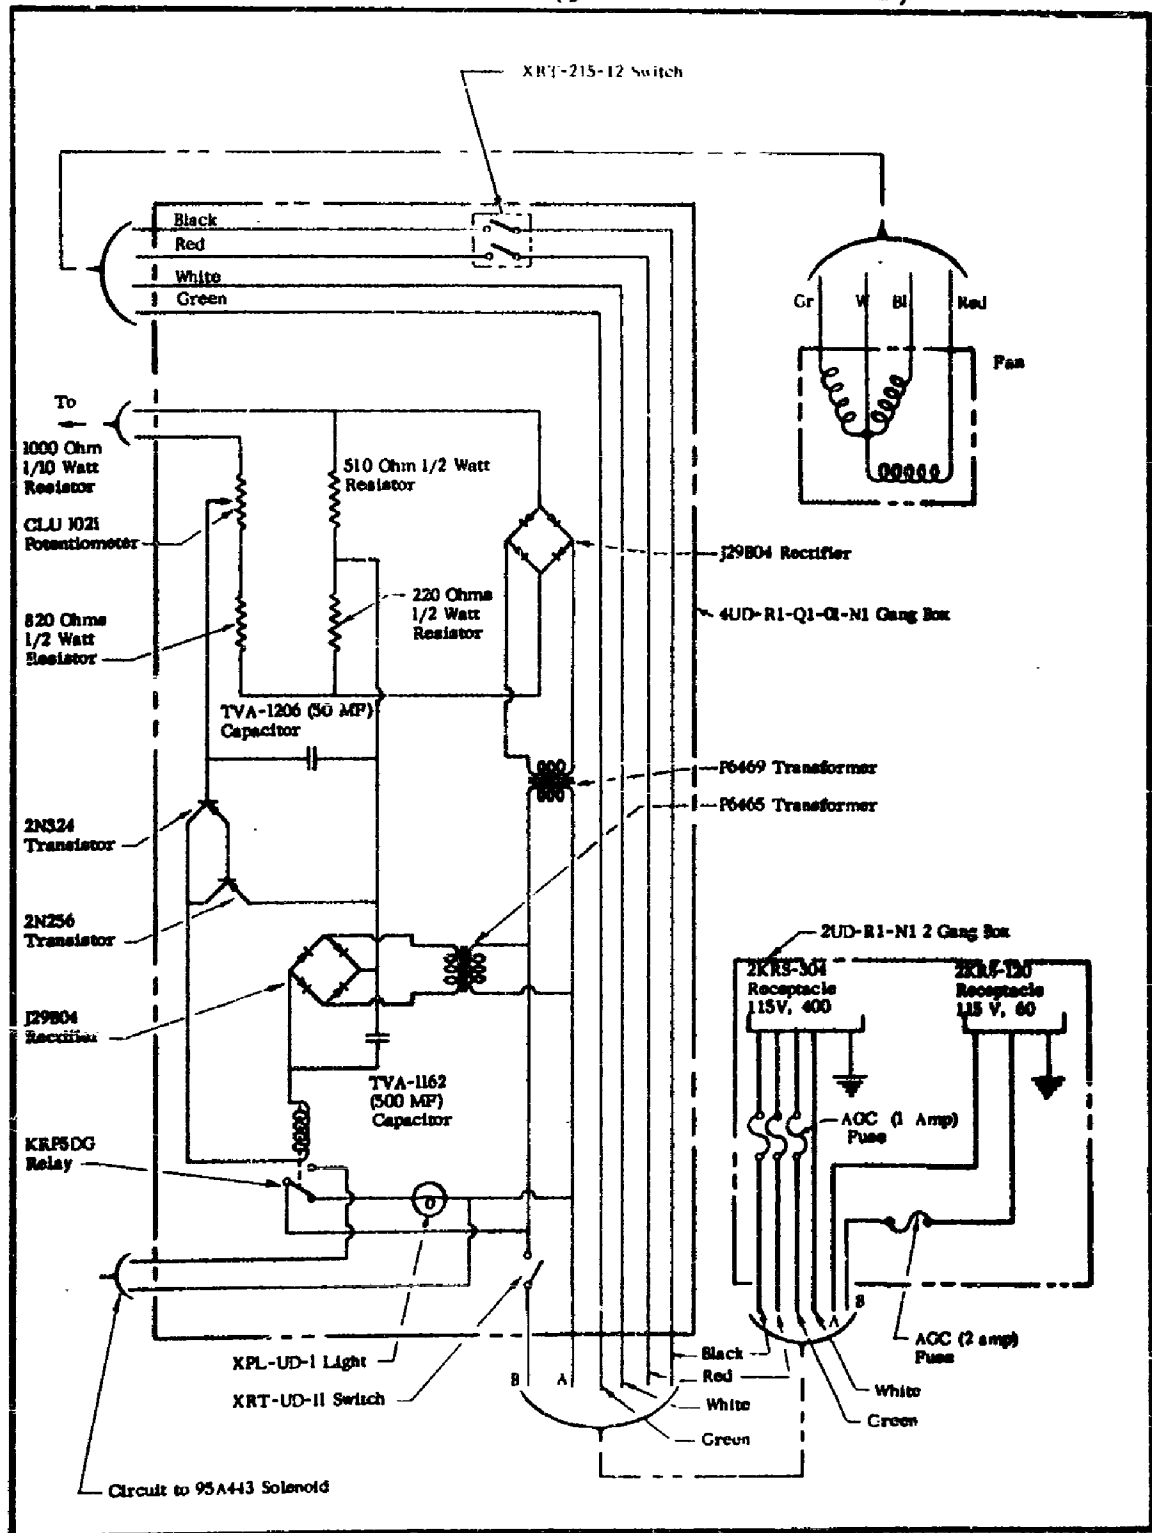 XRT-215-12 Switch
Black
Red
White
Green
Gr W Bl Red
Fan
To
1000 Ohm
1/10 Watt
Resistor
510 Ohm 1/2 Watt
Resistor
CLU 1021
Potentiometer
J29B04 Rectifier
220 Ohms
1/2 Watt
Resistor
4UD-R1-Q1-01-N1 Gang Box
820 Ohms
1/2 Watt
Resistor
TVA-1206 (50 MF)
Capacitor
P6469 Transformer
P6465 Transformer
2N324
Transistor
2N256
Transistor
2UD-R1-N1 2 Gang Box
2KRS-304
Receptacle
115V, 400
2KRS-120
Receptacle
115 V, 60
J29B04
Rectifier
TVA-1162
(500 MF)
Capacitor
AGC (1 Amp)
Fuse
KRP5DG
Relay
A
B
AGC (2 amp)
Fuse
XPL-UD-1 Light
XRT-UD-11 Switch
B
A
Black
Red
White
Green
White
Green
Circuit to 95A443 Solenoid